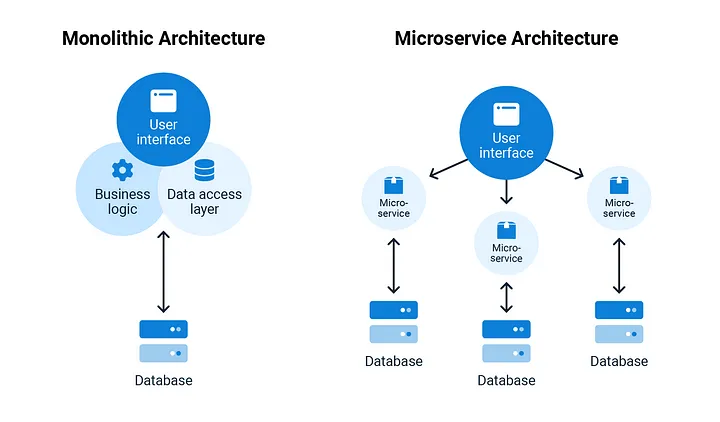 Monolithic Architecture
User
interface
Business
logic
Data access
layer
Database
Microservice Architecture
User
interface
Micro-
service
Micro-
service
Micro-
service
Database
Database
Database